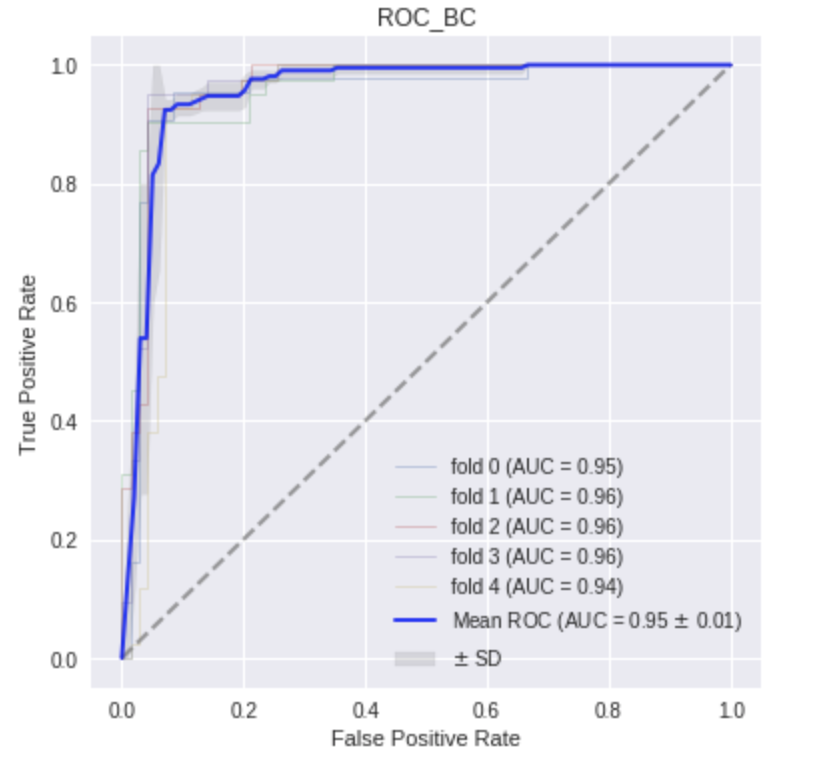 ROC_BC
1.0
0.8
0.6
0.4
0.2
0.0
True Positive Rate
fold 0 (AUC = 0.95)
fold 1 (AUC = 0.96)
fold 2 (AUC = 0.96)
fold 3 (AUC = 0.96)
fold 4 (AUC = 0.94)
Mean ROC (AUC = 0.95 ± 0.01)
± SD
0.0 0.2 0.4 0.6 0.8 1.0
False Positive Rate